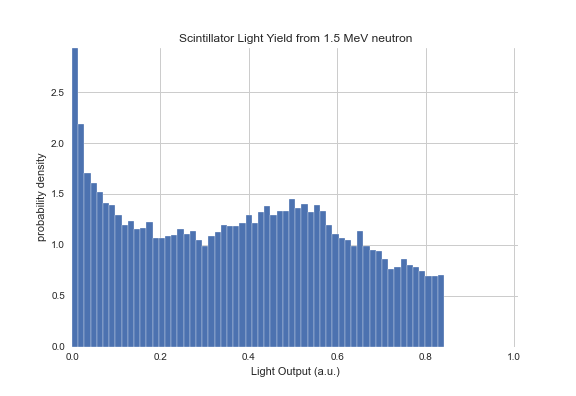 Scintillator Light Yield from 1.5 MeV neutron
probability density
2.5
2.0
1.5
1.0
0.5
0.0
0.0 0.2 0.4 0.6 0.8 1.0
Light Output (a.u.)